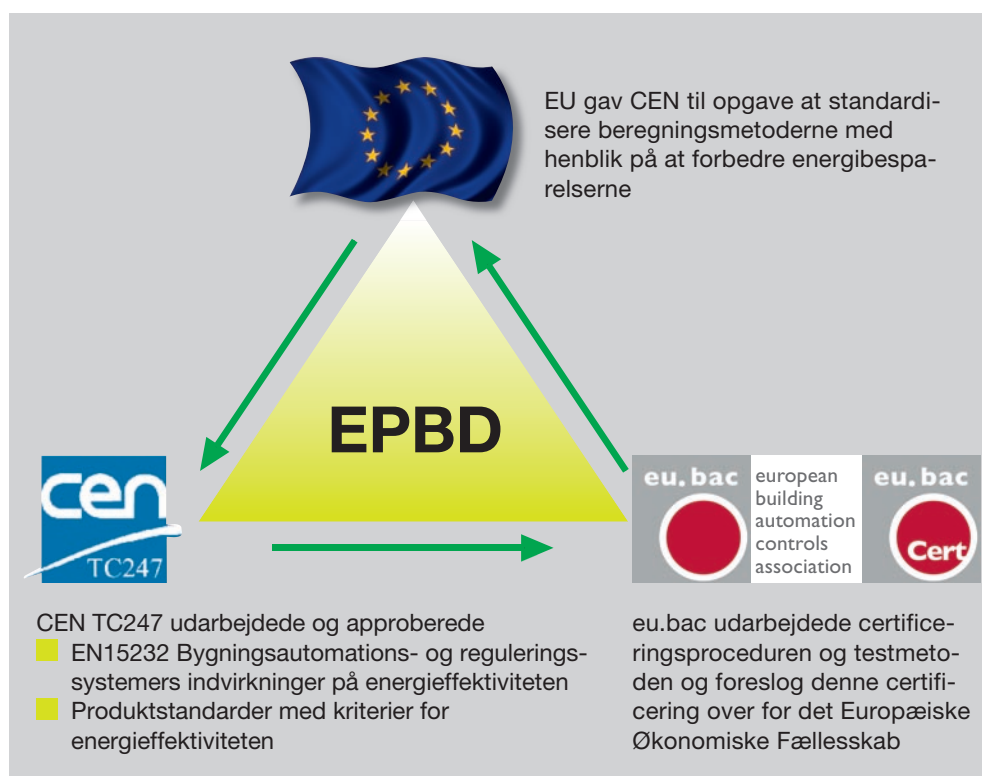 EU gav CEN til opgave at standardi-
sere beregningsmetoderne med
henblik på at forbedre energibespa-
relserne
EPBD
cen
TC247
eu.bac
european
building
automation
controls
association
eu.bac
Cert
CEN TC247 udarbejdede og approberede
EN15232 Bygningsautomations- og regulerings-
systemers indvirkninger på energieffektiviteten
Produktstandarder med kriterier for
energieffektiviteten
eu.bac udarbejdede certifice-
ringsproceduren og testmeto-
den og foreslog denne certifi-
cering over for det Europæiske
Økonomiske Fællesskab